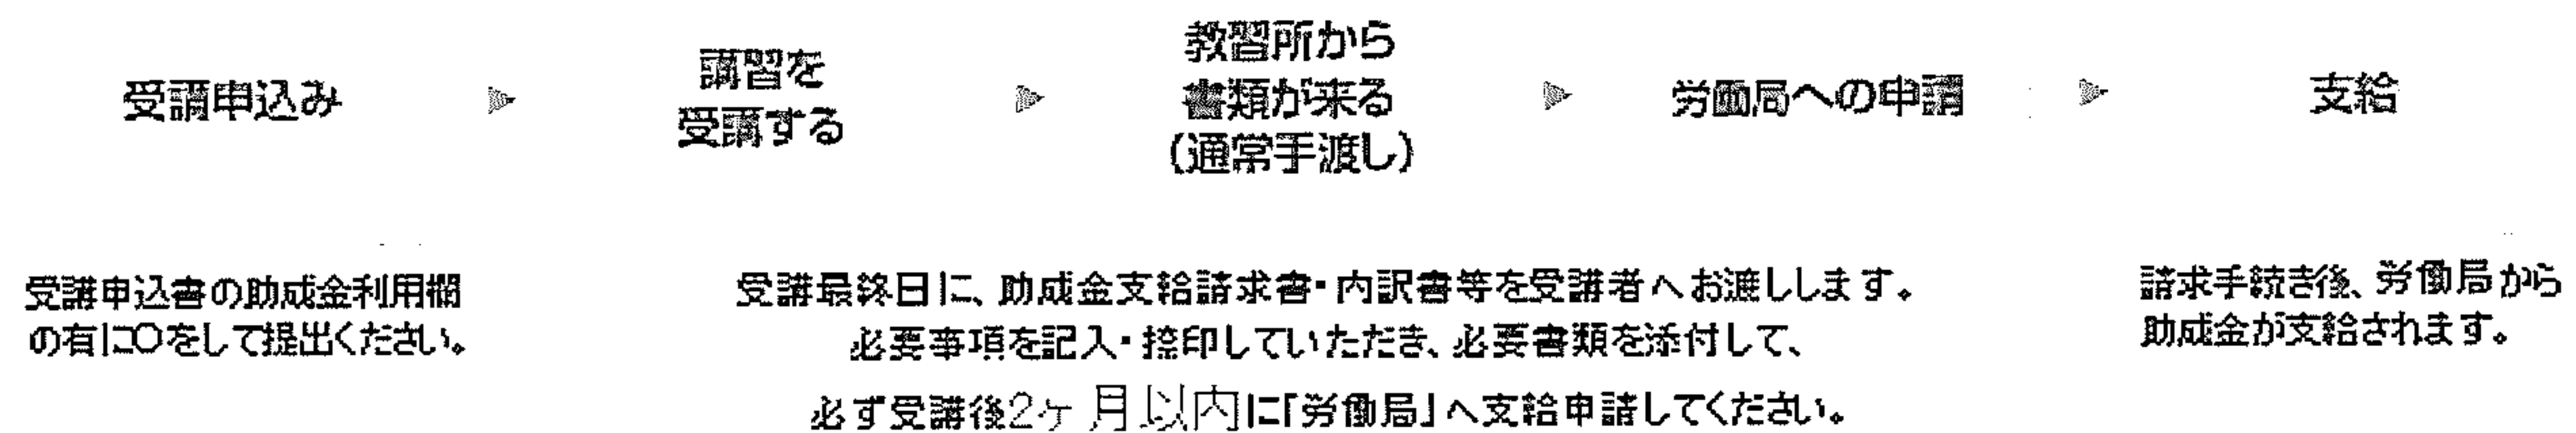 受講申込み
▶
講習を
受講する
▶
教習所から
書類が来る
(通常手渡し)
▶
労働局への申請
▶
支給
受講申込書の助成金利用欄
の有に○をして提出ください。
受講最終日に、助成金支給請求書・内訳書等を受講者へお渡しします。
必要事項を記入・捺印していただき、必要書類を添付して、
必ず受講後2ヶ月以内に「労働局」へ支給申請してください。
請求手続き後、労働局から
助成金が支給されます。